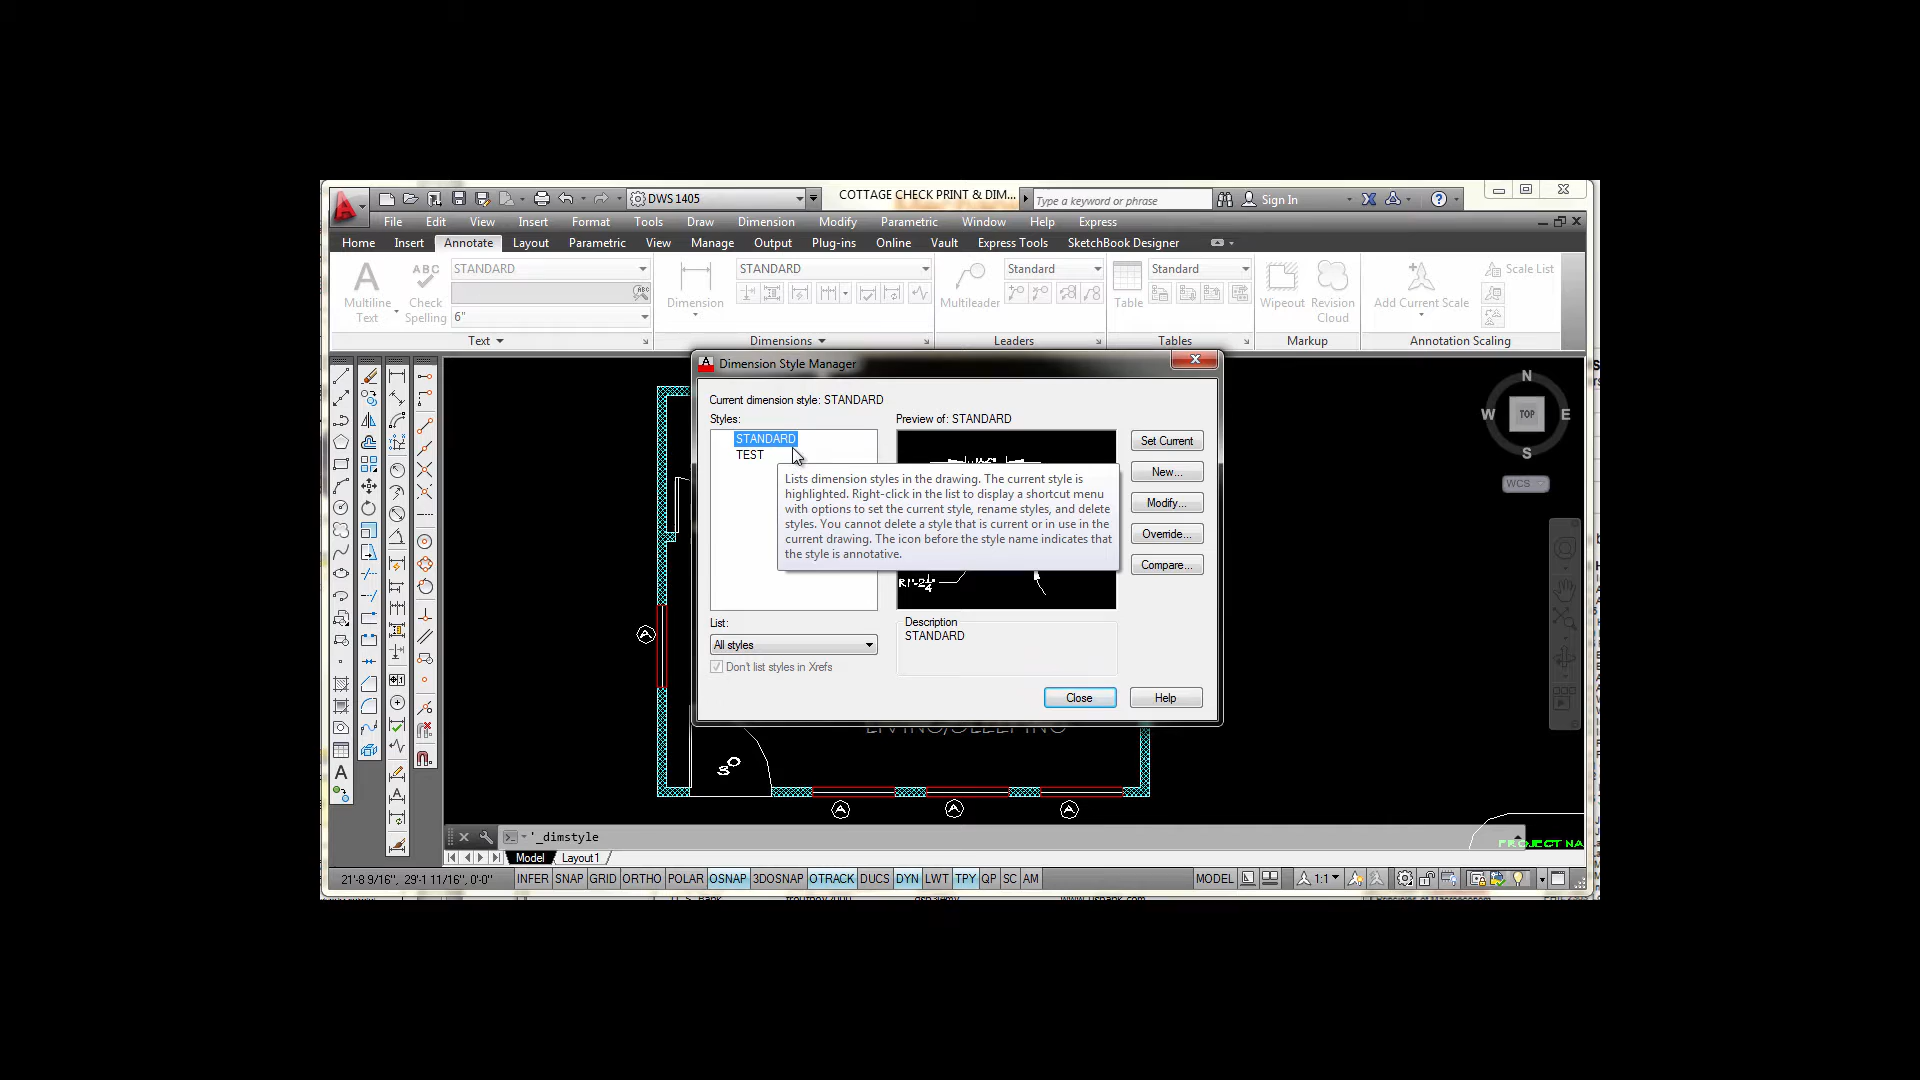 DWS 1405
COTTAGE CHECK PRINT & DIM...
Type a keyword or phrase
Sign In
File Edit View Insert Format Tools Draw Dimension Modify Parametric Window Help Express
Home Insert Annotate Layout Parametric View Manage Output Plug-ins Online Vault Express Tools SketchBook Designer
A ABC STANDARD STANDARD Standard Standard Scale List
Multiline Text Check Spelling Dimension Multileader Table Wipeout Revision Cloud Add Current Scale
6"
Text Dimensions Leaders Tables Markup Annotation Scaling
Dimension Style Manager
Current dimension style: STANDARD
Styles: Preview of: STANDARD
STANDARD
TEST
Lists dimension styles in the drawing. The current style is
highlighted. Right-click in the list to display a shortcut menu
with options to set the current style, rename styles, and delete
styles. You cannot delete a style that is current or in use in the
current drawing. The icon before the style name indicates that
the style is annotative.
Set Current
New...
Modify...
Override...
Compare...
List:
All styles
Don't list styles in Xrefs
Description
STANDARD
Close Help
N
W TOP E
S
WCS
A
LIVING/SLEEPING
A A A
'_dimstyle
PROJECT NA
Model Layout1
21'-8 9/16", 29'-1 11/16", 0'-0" INFER SNAP GRID ORTHO POLAR OSNAP 3DOSNAP OTRACK DUCS DYN LWT TPY QP SC AM MODEL 1:1